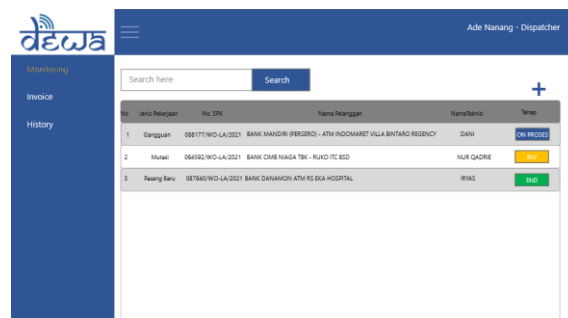 dewa
Ade Nanang - Dispatcher
Monitoring
Invoice
History
Search here
Search
+
No Jenis Pekerjaan No. SPK Nama Pelanggan NamaTeknisi Tahap
1 Gangguan 088177/WO-LA/2021 BANK MANDIRI (PERSERO) - ATM INDOMARET VILLA BINTARO REGENCY DANI ON PROSES
2 Mutasi 064592/WO-LA/2021 BANK CIMB NIAGA TBK - RUKO ITC BSD NUR QADRIE INV
3 Pasang Baru 087640/WO-LA/2021 BANK DANAMON ATM RS EKA HOSPITAL IRYAS END